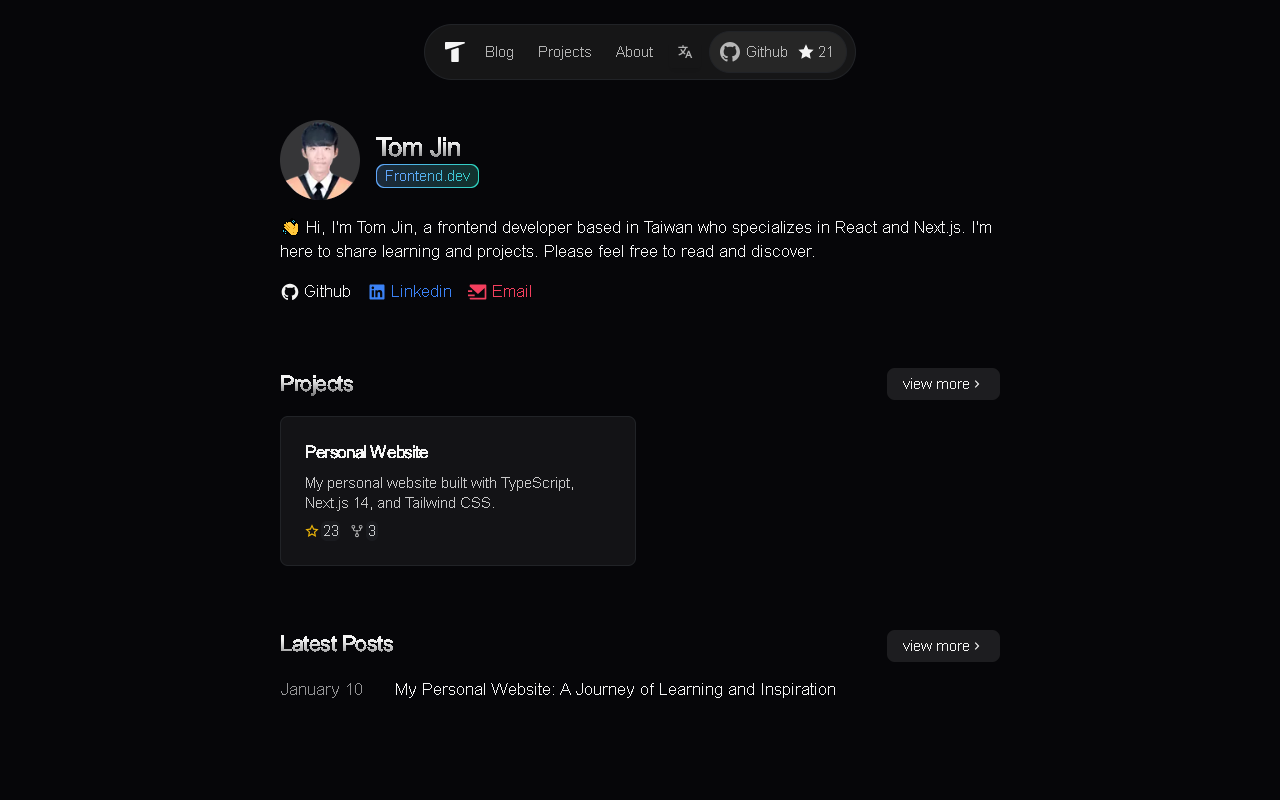 Blog Projects About Github 21
Tom Jin
Frontend.dev
👋 Hi, I'm Tom Jin, a frontend developer based in Taiwan who specializes in React and Next.js. I'm
here to share learning and projects. Please feel free to read and discover.
Github Linkedin Email
Projects
view more
Personal Website
My personal website built with TypeScript,
Next.js 14, and Tailwind CSS.
23 3
Latest Posts
view more
January 10 My Personal Website: A Journey of Learning and Inspiration